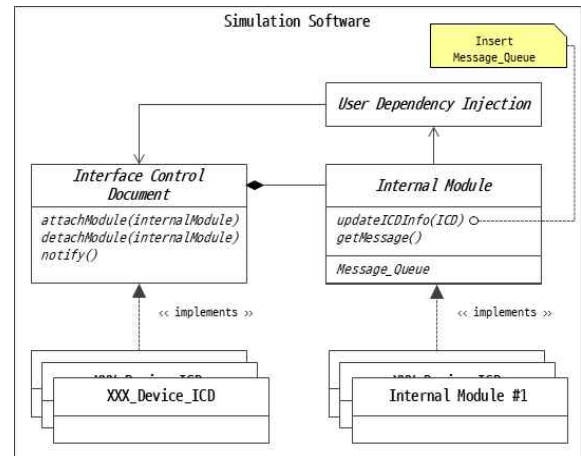 Simulation Software
Insert
Message_Queue
User Dependency Injection
Interface Control
Document
attachModule(internalModule)
detachModule(internalModule)
notify()
Internal Module
updateICDInfo(ICD)
getMessage()
Message_Queue
<< implements >>
<< implements >>
XXX_Device_ICD
Internal Module #1